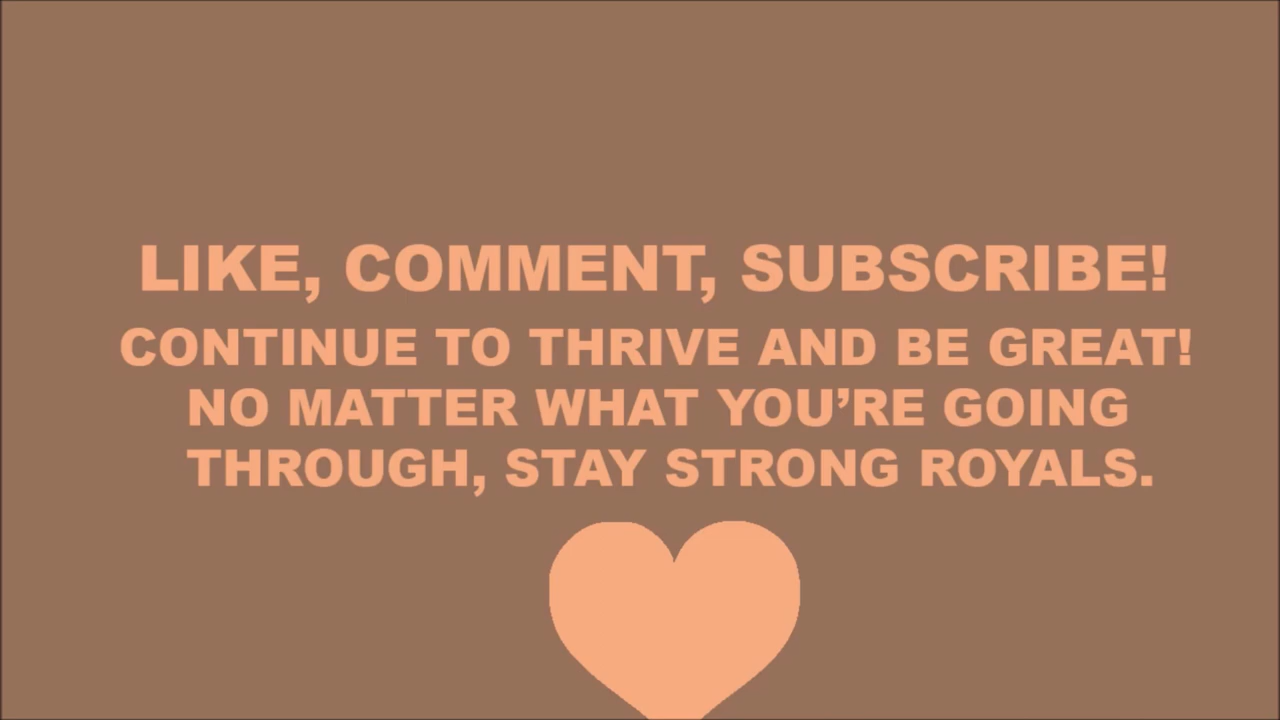 LIKE, COMMENT, SUBSCRIBE!
CONTINUE TO THRIVE AND BE GREAT!
NO MATTER WHAT YOU’RE GOING
THROUGH, STAY STRONG ROYALS.